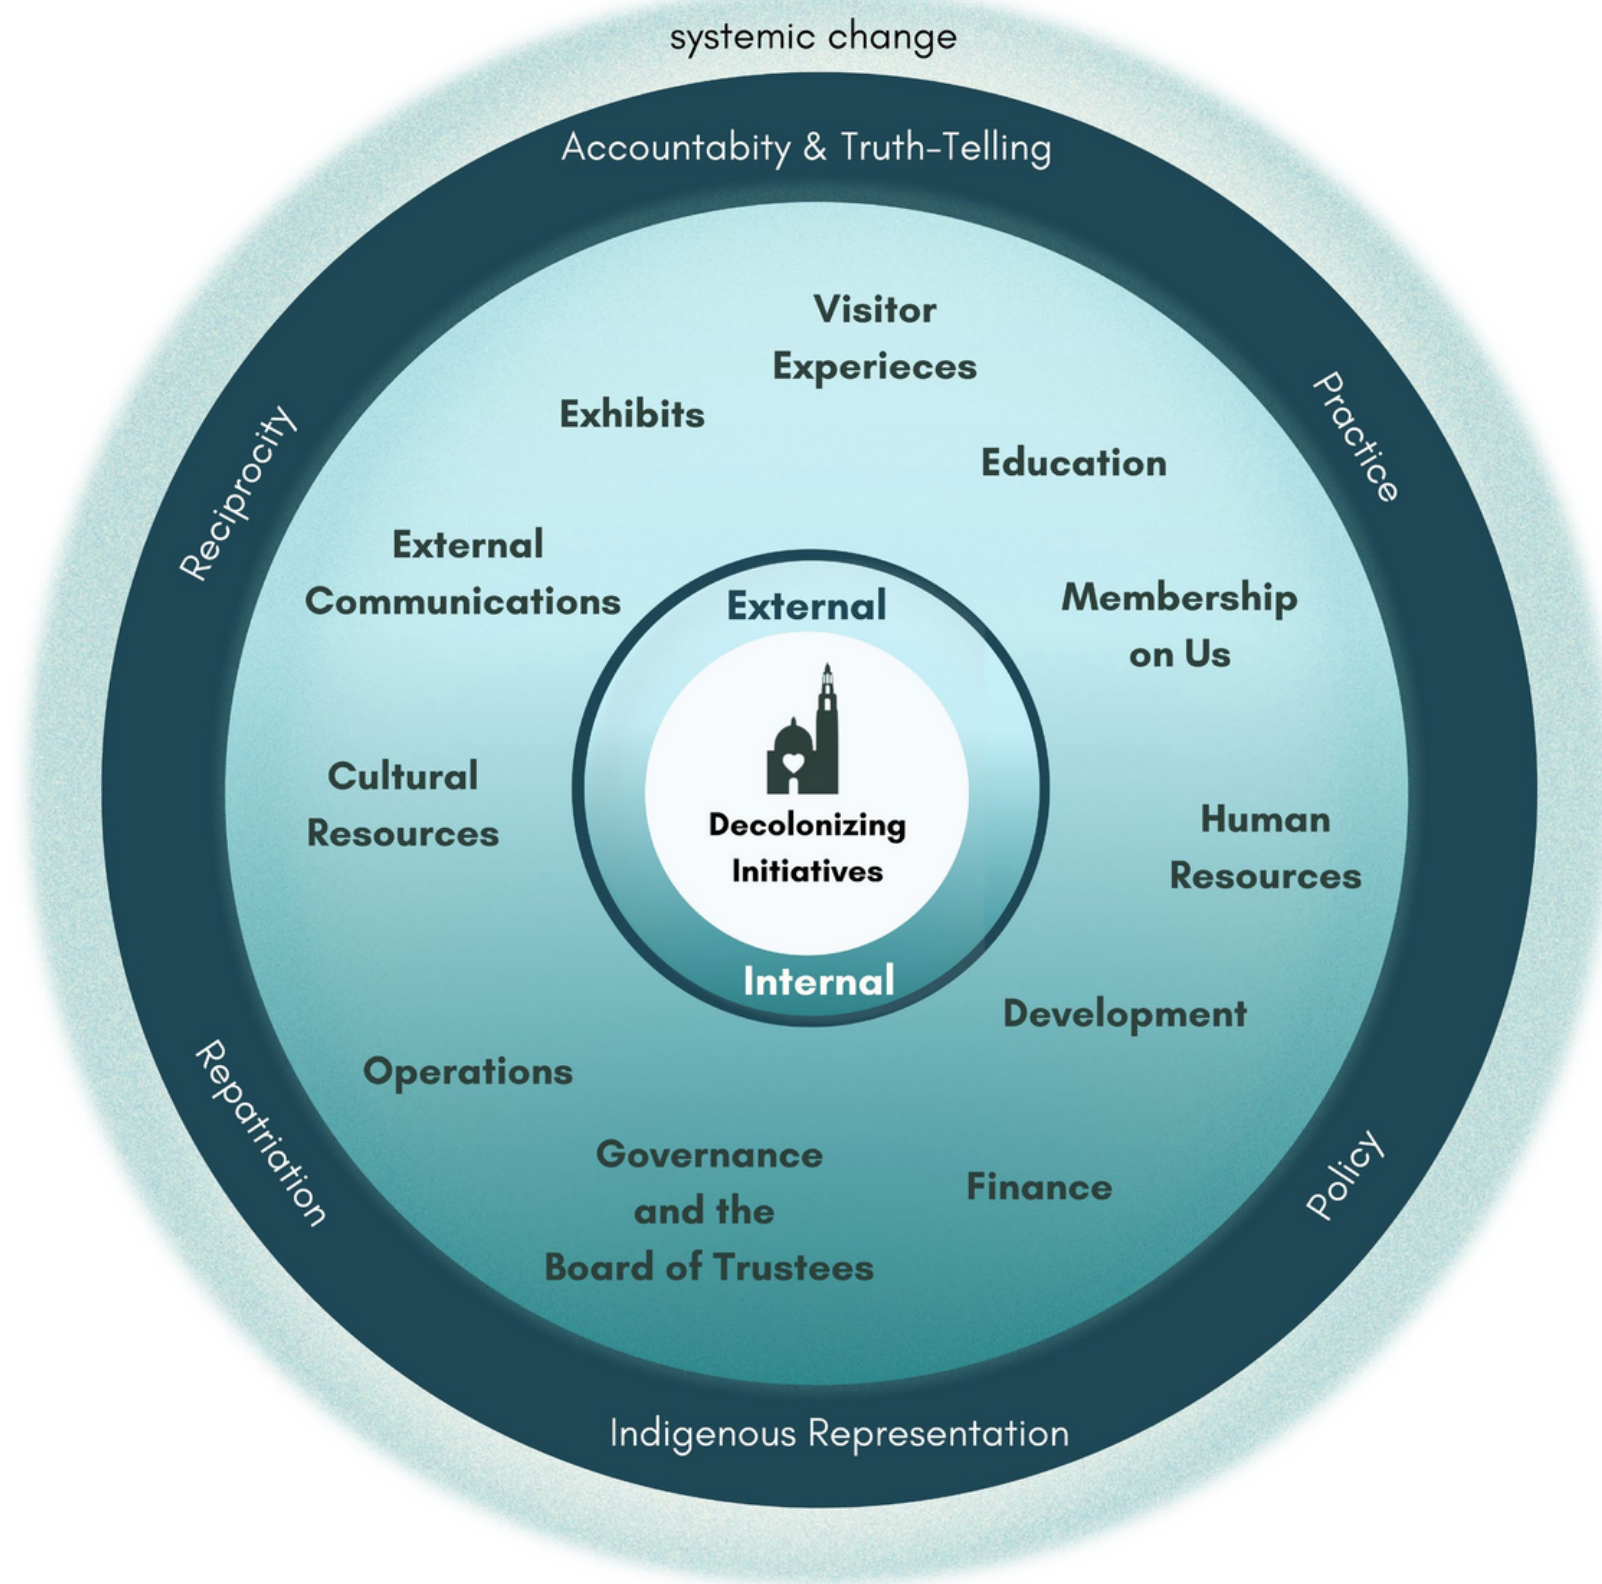 systemic change
Accountabity & Truth-Telling
Practice
Policy
Indigenous Representation
Repatriation
Reciprocity
Visitor
Experieces
Exhibits
Education
External
Communications
Membership
on Us
Cultural
Resources
Human
Resources
Operations
Development
Governance
and the
Board of Trustees
Finance
External
Decolonizing
Initiatives
Internal